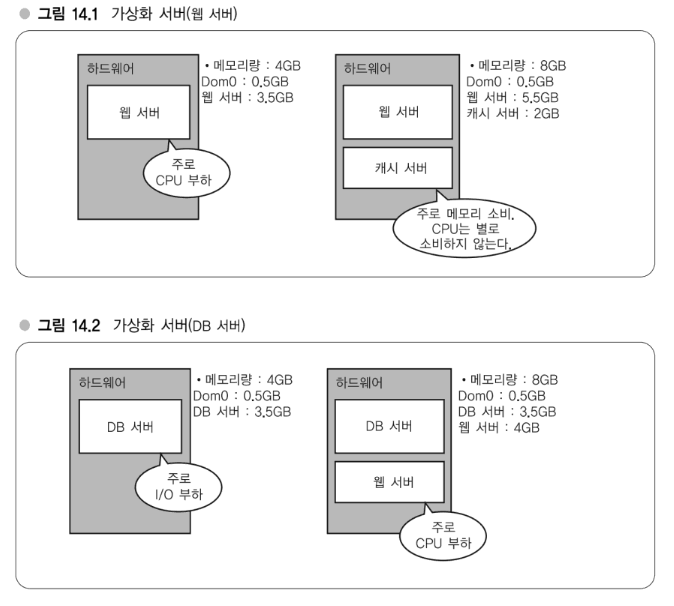 그림 14.1 가상화 서버(웹 서버)
하드웨어
웹 서버
주로
CPU 부하
• 메모리량 : 4GB
Dom0 : 0.5GB
웹 서버 : 3.5GB
하드웨어
웹 서버
캐시 서버
주로 메모리 소비.
CPU는 별로
소비하지 않는다.
• 메모리량 : 8GB
Dom0 : 0.5GB
웹 서버 : 5.5GB
캐시 서버 : 2GB
그림 14.2 가상화 서버(DB 서버)
하드웨어
DB 서버
주로
I/O 부하
• 메모리량 : 4GB
Dom0 : 0.5GB
DB 서버 : 3.5GB
하드웨어
DB 서버
웹 서버
주로
CPU 부하
• 메모리량 : 8GB
Dom0 : 0.5GB
DB 서버 : 3.5GB
웹 서버 : 4GB